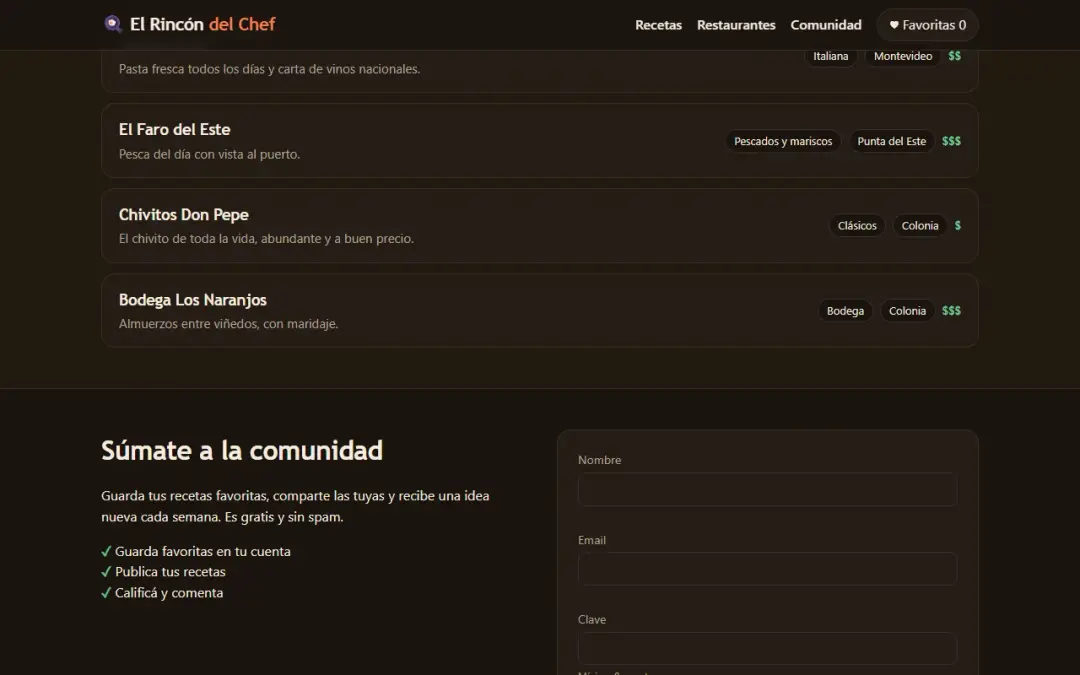 El Rincón del Chef
Recetas Restaurantes Comunidad ♥ Favoritas 0
Pasta fresca todos los días y carta de vinos nacionales.
Italiana Montevideo $$
El Faro del Este
Pesca del día con vista al puerto.
Pescados y mariscos Punta del Este $$$
Chivitos Don Pepe
El chivito de toda la vida, abundante y a buen precio.
Clásicos Colonia $
Bodega Los Naranjos
Almuerzos entre viñedos, con maridaje.
Bodega Colonia $$$
Súmate a la comunidad
Guarda tus recetas favoritas, comparte las tuyas y recibe una idea
nueva cada semana. Es gratis y sin spam.
✓ Guarda favoritas en tu cuenta
✓ Publica tus recetas
✓ Calificá y comenta
Nombre
Email
Clave